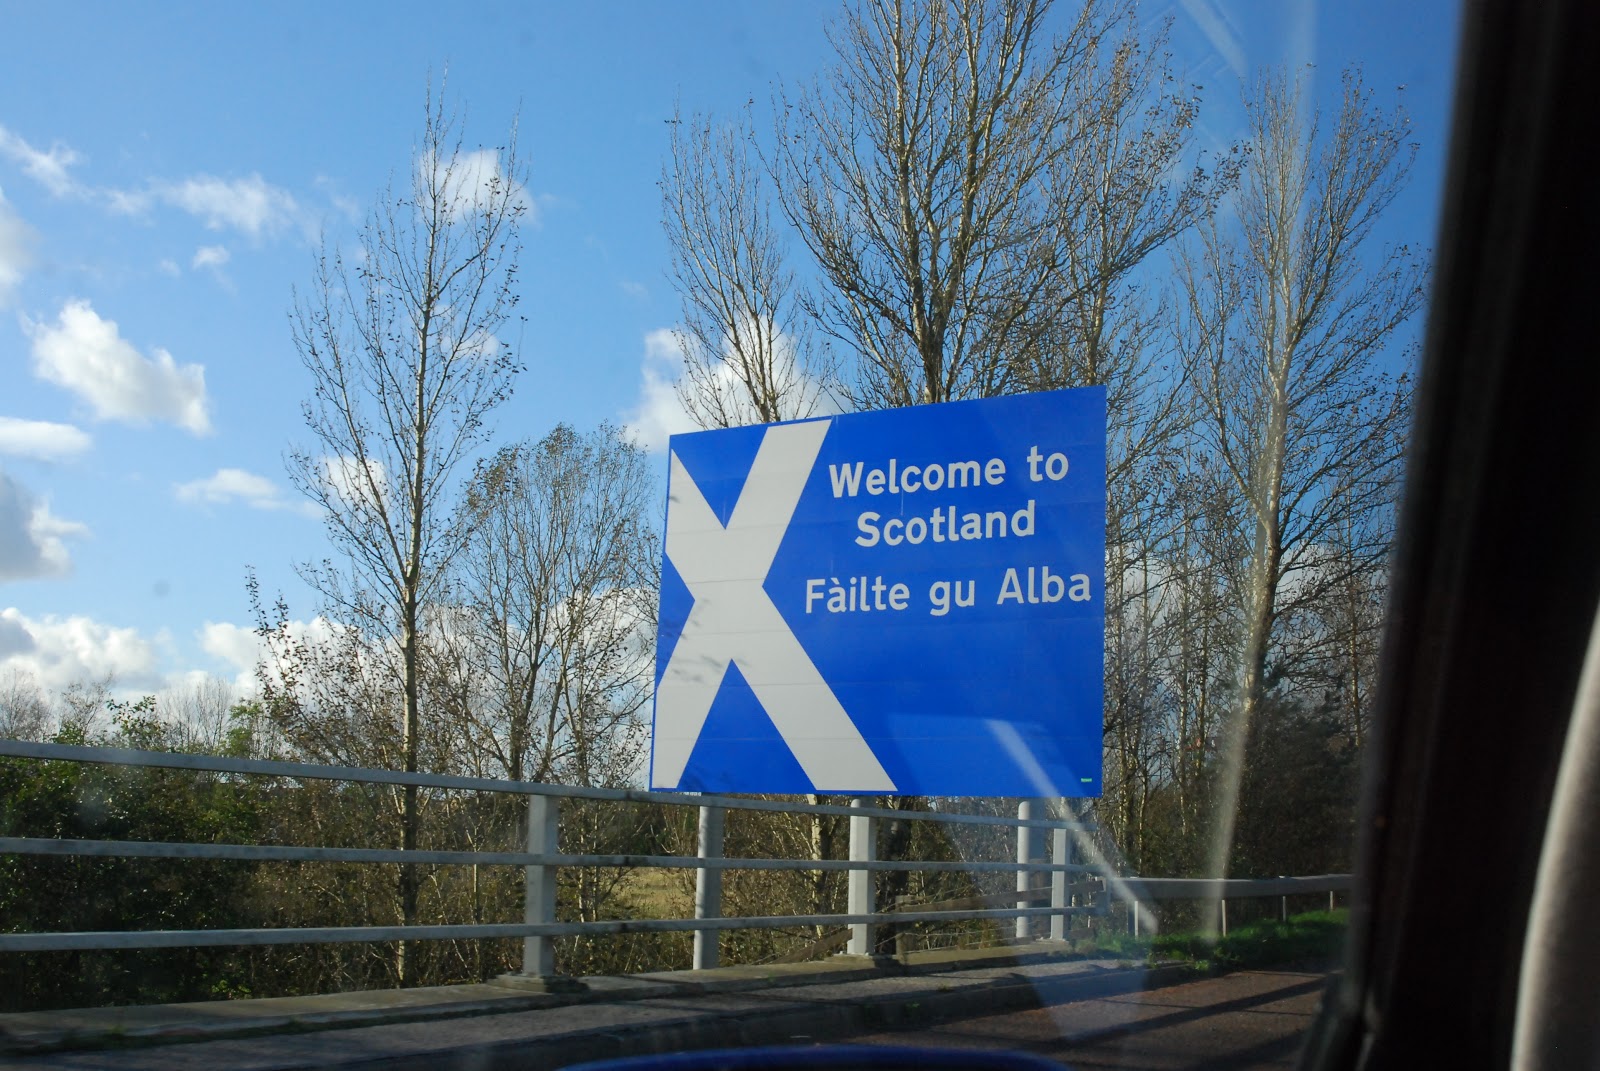 Welcome to
Scotland
Fàilte gu Alba